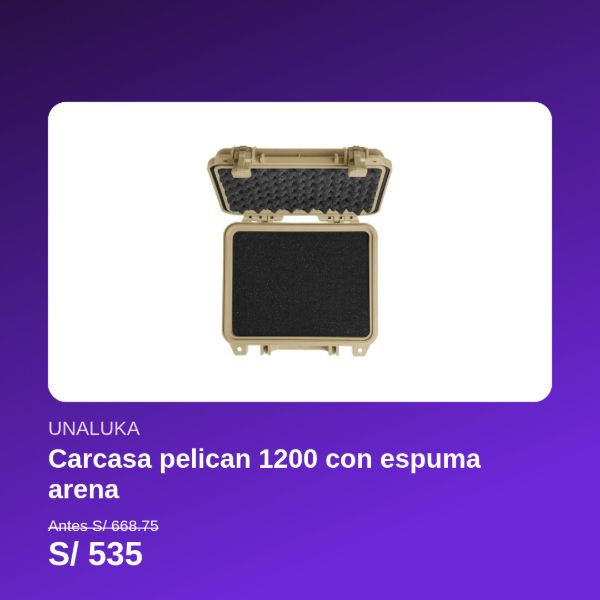 UNALUKA
Carcasa pelican 1200 con espuma
arena
Antes S/ 668.75
S/ 535